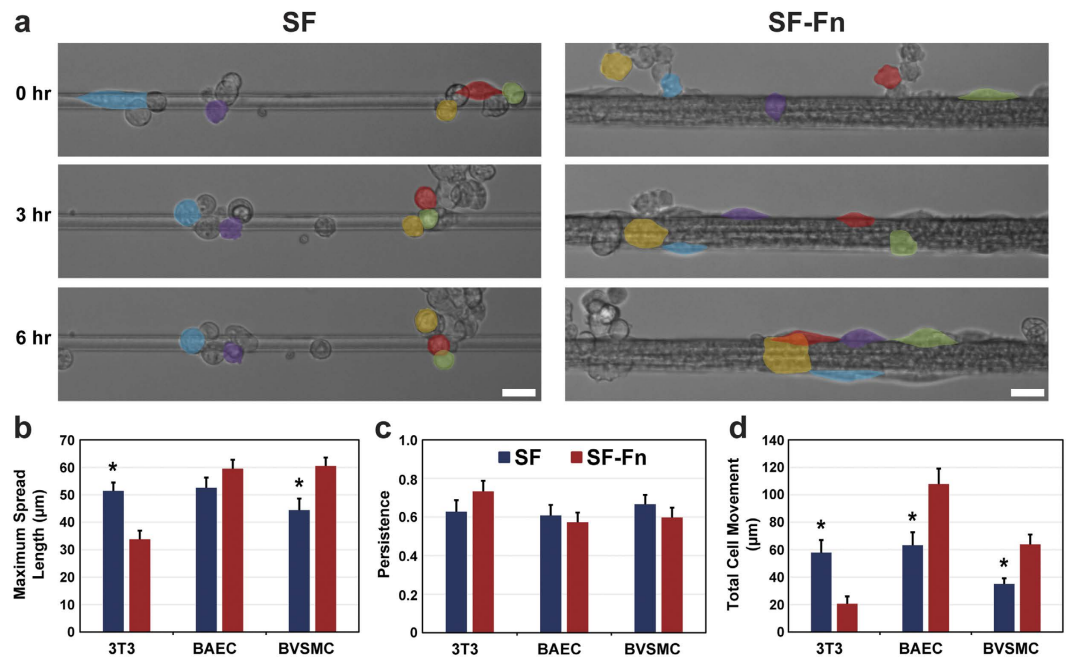 a
SF
SF-Fn
0 hr
3 hr
6 hr
b
Maximum Spread
Length (µm)
70
60
50
40
30
20
10
0
*
*
3T3
BAEC
BVSMC
c
Persistence
1.0
0.8
0.6
0.4
0.2
0
SF
SF-Fn
3T3
BAEC
BVSMC
d
Total Cell Movement
(µm)
140
120
100
80
60
40
20
0
*
*
*
3T3
BAEC
BVSMC